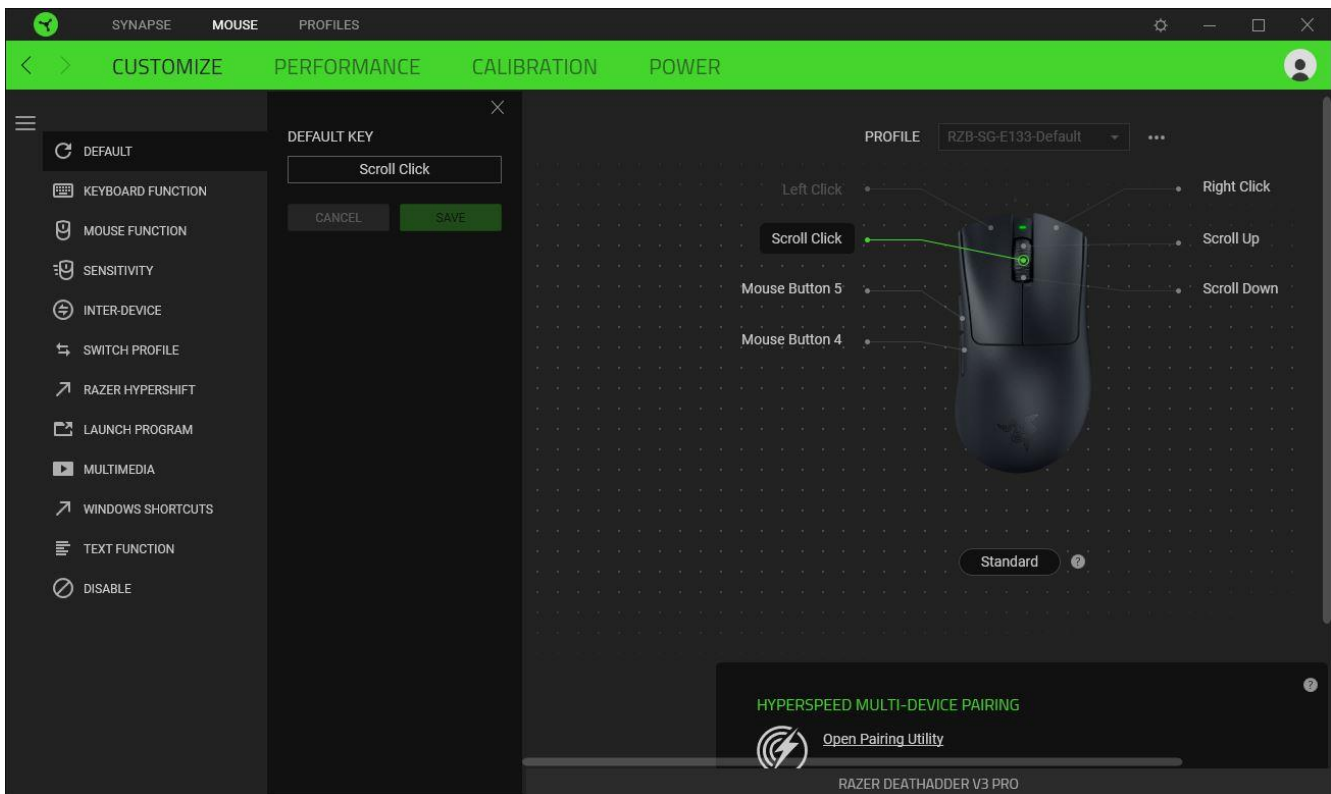 SYNAPSE MOUSE PROFILES
CUSTOMIZE PERFORMANCE CALIBRATION POWER
DEFAULT
KEYBOARD FUNCTION
MOUSE FUNCTION
SENSITIVITY
INTER-DEVICE
SWITCH PROFILE
RAZER HYPERSHIFT
LAUNCH PROGRAM
MULTIMEDIA
WINDOWS SHORTCUTS
TEXT FUNCTION
DISABLE
DEFAULT KEY
Scroll Click
CANCEL SAVE
PROFILE RZB-SG-E133-Default
Left Click Right Click
Scroll Click Scroll Up
Mouse Button 5 Scroll Down
Mouse Button 4
Standard ?
HYPERSPEED MULTI-DEVICE PAIRING ?
Open Pairing Utility
RAZER DEATHADDER V3 PRO